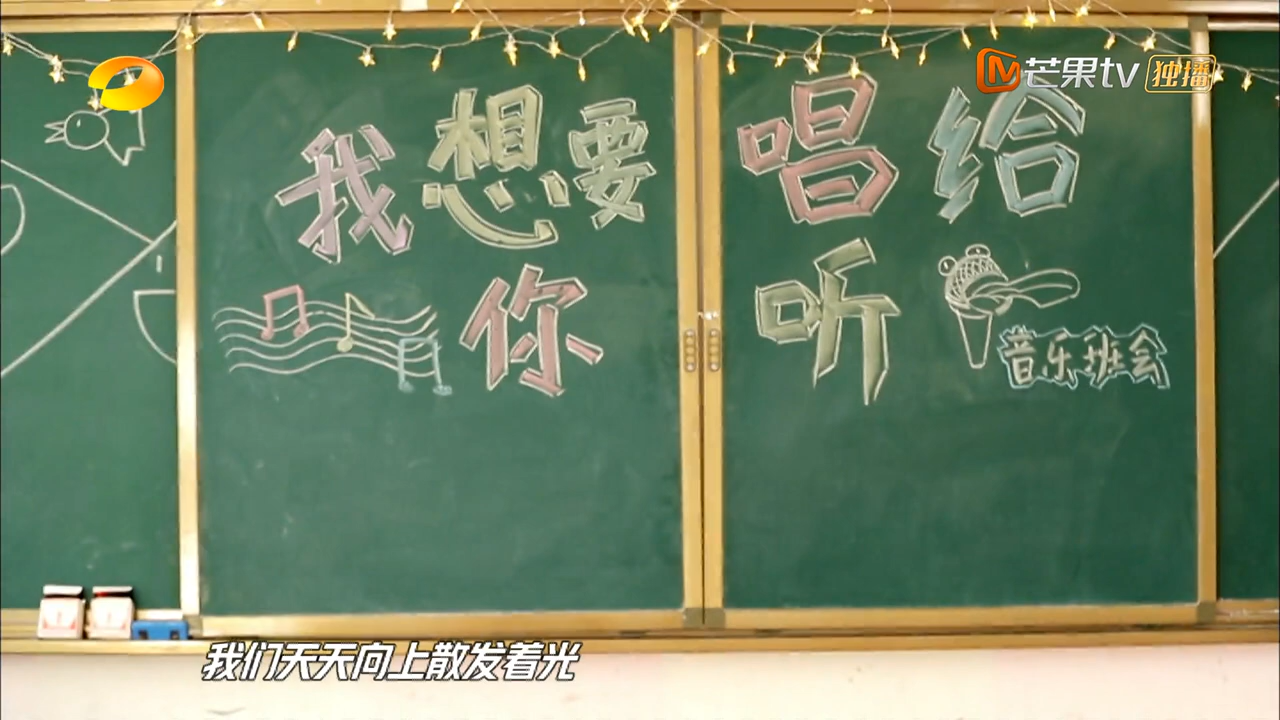 芒果tv 独播
我想要唱给
你听
音乐班会
我们天天向上散发着光